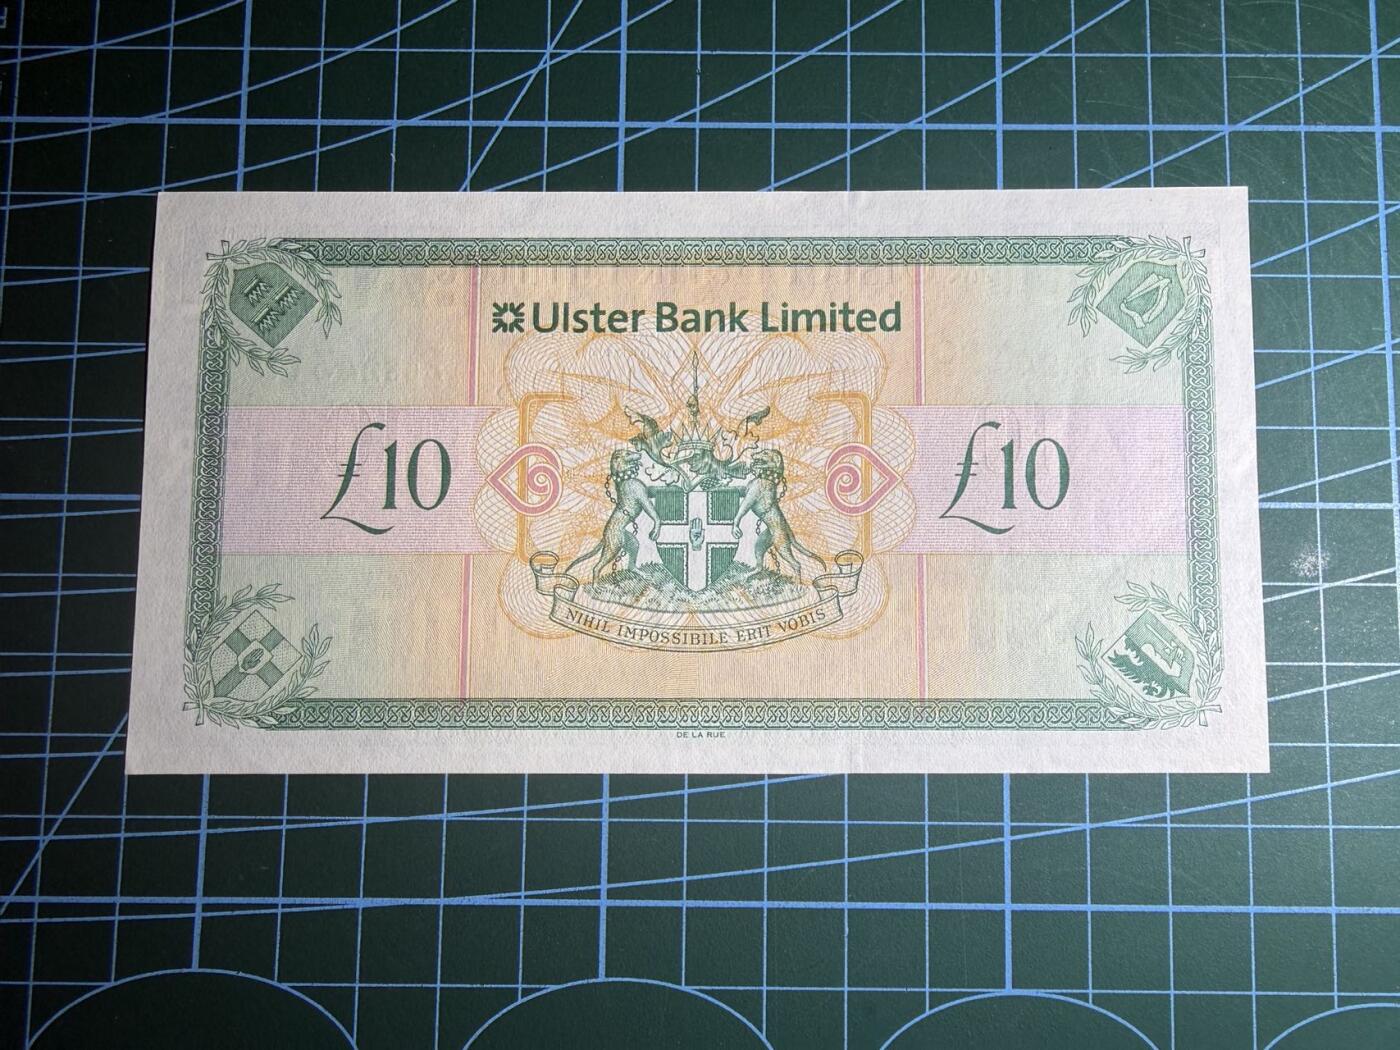 Ulster Bank Limited
£10 £10
NIHIL IMPOSSIBILE ERIT VOBIS
DE LA RUE